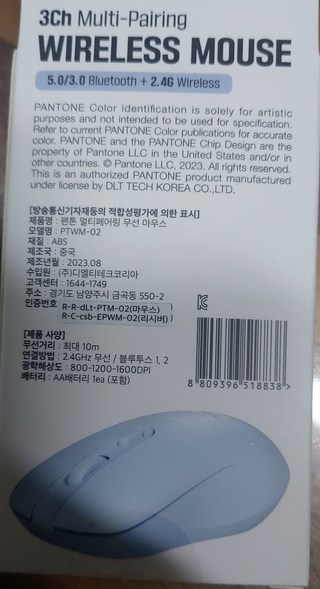 3Ch Multi-Pairing
WIRELESS MOUSE
5.0/3.0 Bluetooth + 2.4G Wireless
PANTONE Color identification is solely for artistic
purposes and not intended to be used for specification.
Refer to current PANTONE Color publications for accurate
color. PANTONE and the PANTONE Chip Design are the
property of Pantone LLC in the United States and/or in
other countries. © Pantone LLC, 2023. All rights reserved.
This is an authorized PANTONE product manufactured
under license by DLT TECH KOREA CO.,LTD.
[방송통신기자재등의 적합성평가에 의한 표시]
제품명 : 팬톤 멀티페어링 무선 마우스
모델명 : PTWM-02
재질 : ABS
제조국 : 중국
제조년월 : 2023.08
수입원 : (주)디엘티테크코리아
고객센터 : 1644-1749
주소 : 경기도 남양주시 금곡동 550-2
인증번호 R-R-dLt-PTM-02(마우스)
R-C-csb-EPWM-02(리시버)
[제품 사양]
무선거리 : 최대 10m
연결방법 : 2.4GHz 무선 / 블루투스 1, 2
광학해상도 : 800-1200-1600DPI
배터리 : AA배터리 1ea (포함)
8 809396 518838 >